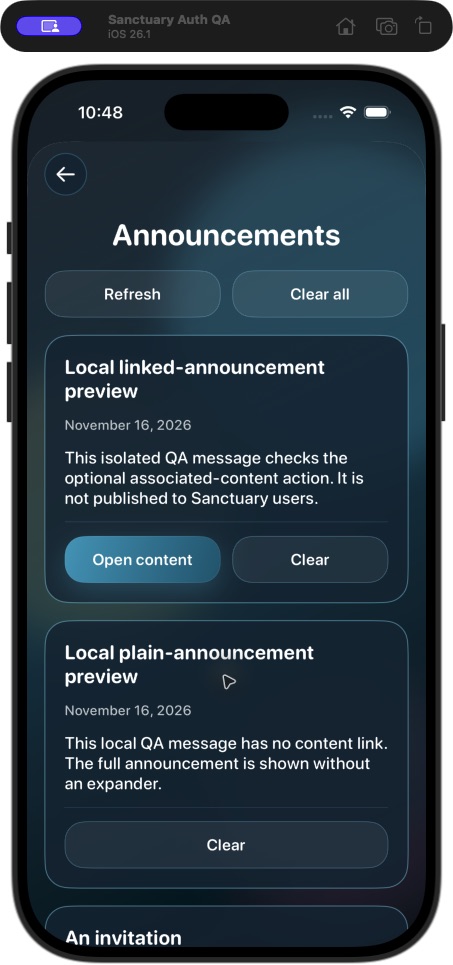 Sanctuary Auth QA
iOS 26.1
10:48
Announcements
Refresh
Clear all
Local linked-announcement
preview
November 16, 2026
This isolated QA message checks the
optional associated-content action. It is
not published to Sanctuary users.
Open content
Clear
Local plain-announcement
preview
November 16, 2026
This local QA message has no content link.
The full announcement is shown without
an expander.
Clear
An invitation